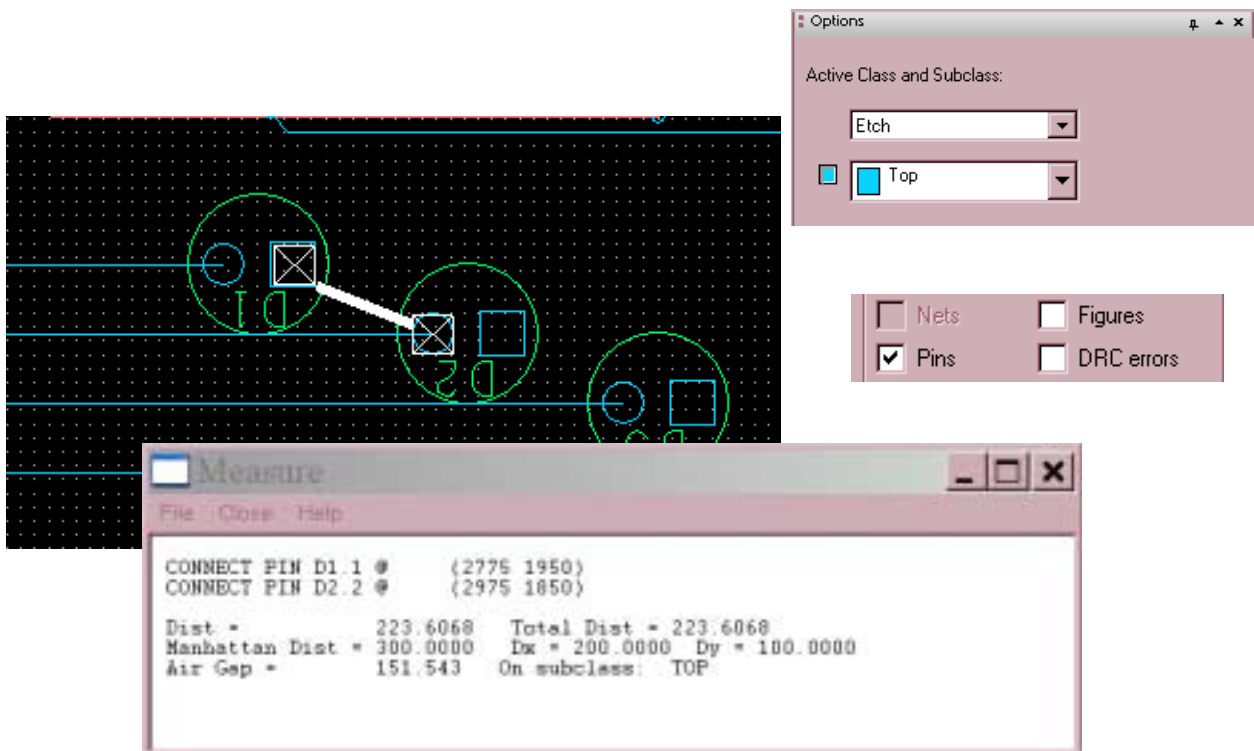 Options
Active Class and Subclass:
Etch
Top
D1
D2
Nets Figures
Pins DRC errors
Measure
File Close Help
CONNECT PIN D1.1 @ (2775 1950)
CONNECT PIN D2.2 @ (2975 1850)
Dist = 223.6068 Total Dist = 223.6068
Manhattan Dist = 300.0000 Dx = 200.0000 Dy = 100.0000
Air Gap = 151.543 On subclass: TOP